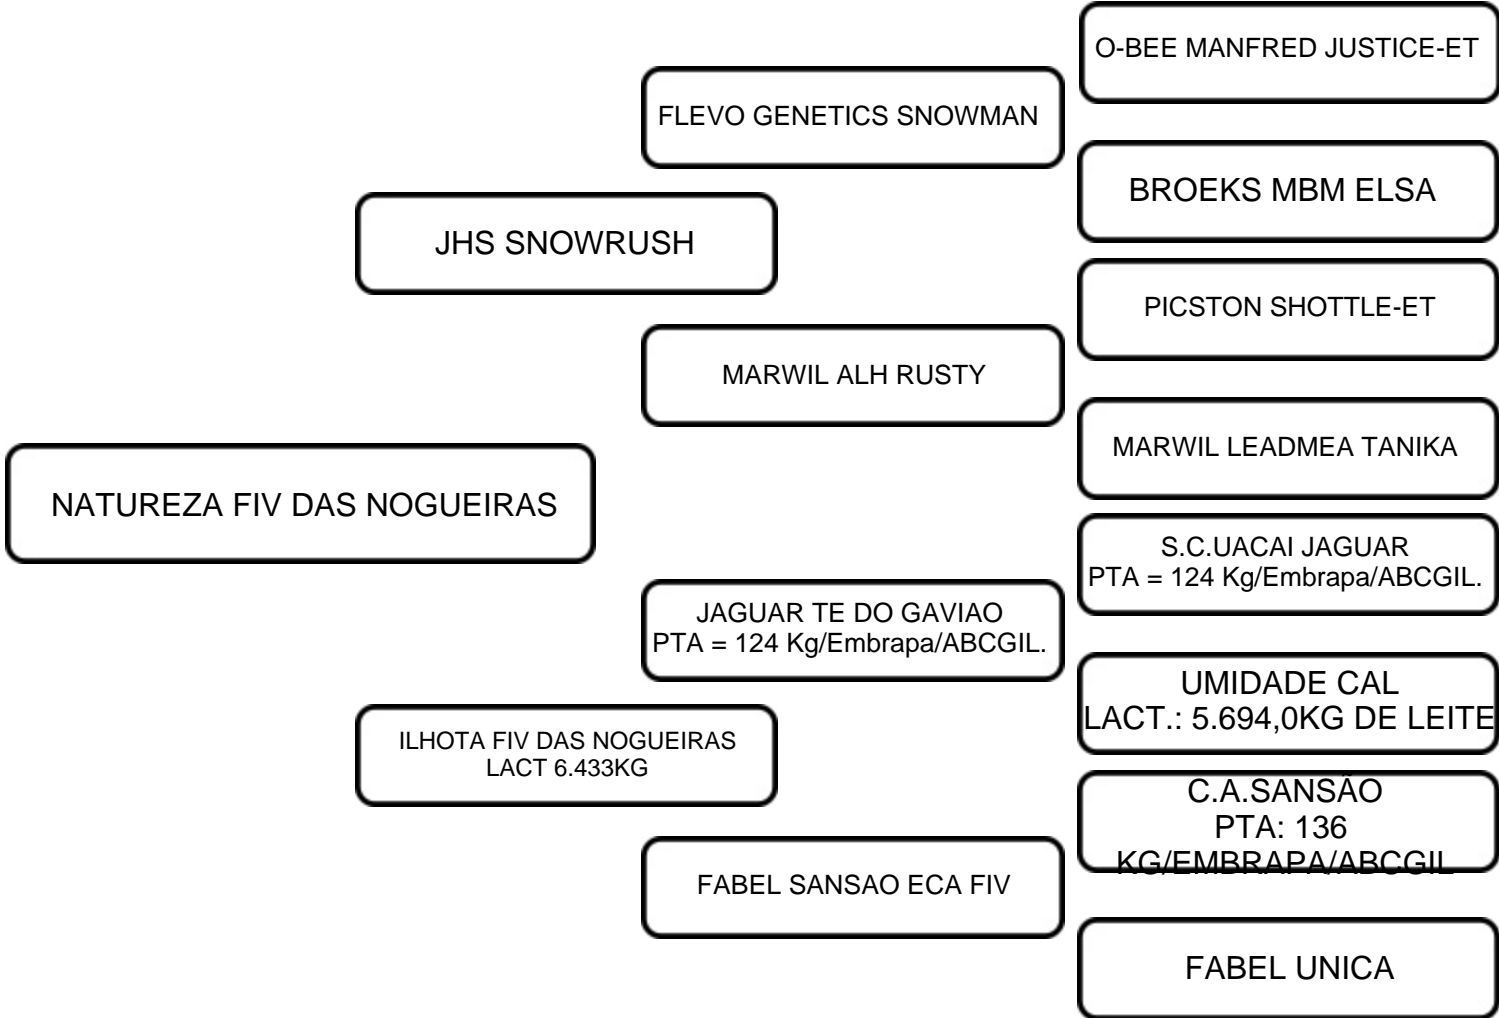 O-BEE MANFRED JUSTICE-ET
FLEVO GENETICS SNOWMAN
BROEKS MBM ELSA
JHS SNOWRUSH
PICSTON SHOTTLE-ET
MARWIL ALH RUSTY
MARWIL LEADMEA TANIKA
NATUREZA FIV DAS NOGUEIRAS
S.C.UACAI JAGUAR
PTA = 124 Kg/Embrapa/ABCGIL.
JAGUAR TE DO GAVIAO
PTA = 124 Kg/Embrapa/ABCGIL.
UMIDADE CAL
LACT.: 5.694,0KG DE LEITE
ILHOTA FIV DAS NOGUEIRAS
LACT 6.433KG
C.A.SANSÃO
PTA: 136
KG/EMBRAPA/ABCGIL
FABEL SANSAO ECA FIV
FABEL UNICA